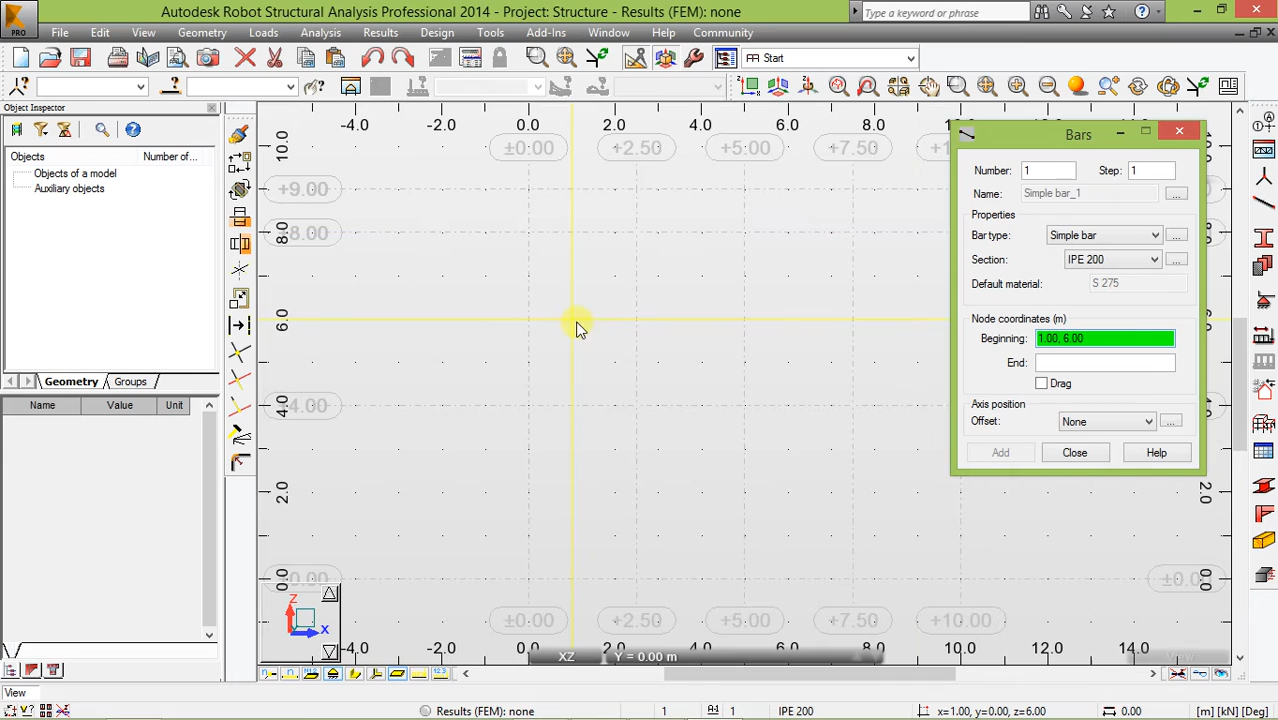 Autodesk Robot Structural Analysis Professional 2014 - Project: Structure - Results (FEM): none
Type a keyword or phrase
PRO
File Edit View Geometry Loads Analysis Results Design Tools Add-Ins Window Help Community
Start
Object Inspector
Objects Number of...
Objects of a model
Auxiliary objects
Geometry Groups
Name Value Unit
-4.0 -2.0 0.0 2.0 4.0 6.0 8.0
±0.00 +2.50 +5.00 +7.50
10.0
+9.00
8.0 +8.00
6.0
4.0 +4.00
2.0 2.0
0.0 0.0
±0.00 +2.50 +5.00 +7.50 +10.00
-4.0 -2.0 0.0 2.0 10.0 12.0 14.0
XZ Y = 0.00 m
Z
X
Bars
Number: 1 Step: 1
Name: Simple bar_1 ...
Properties
Bar type: Simple bar ...
Section: IPE 200 ...
Default material: S 275
Node coordinates (m)
Beginning: 1.00, 6.00
End:
Drag
Axis position
Offset: None ...
Add Close Help
View
Results (FEM): none 1 1 IPE 200 x=1.00, y=0.00, z=6.00 0.00 [m] [kN] [Deg]